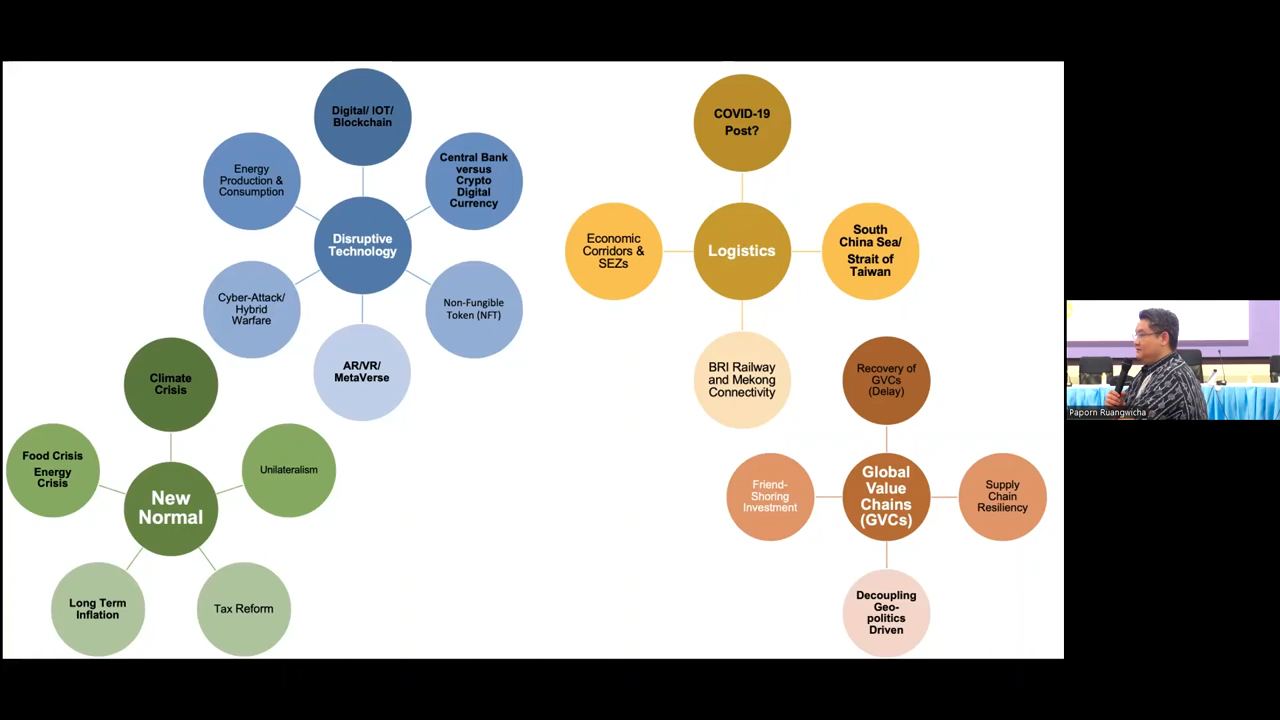 Digital/ IOT/
Blockchain
Energy
Production &
Consumption
Central Bank
versus
Crypto
Digital
Currency
Disruptive
Technology
Cyber-Attack/
Hybrid
Warfare
Non-Fungible
Token (NFT)
AR/VR/
MetaVerse
COVID-19
Post?
Economic
Corridors &
SEZs
Logistics
South
China Sea/
Strait of
Taiwan
BRI Railway
and Mekong
Connectivity
Climate
Crisis
Food Crisis
Energy
Crisis
Unilateralism
New
Normal
Long Term
Inflation
Tax Reform
Recovery of
GVCs
(Delay)
Friend-
Shoring
Investment
Global
Value
Chains
(GVCs)
Supply
Chain
Resiliency
Decoupling
Geo-
politics
Driven
Paporn Ruangwicha